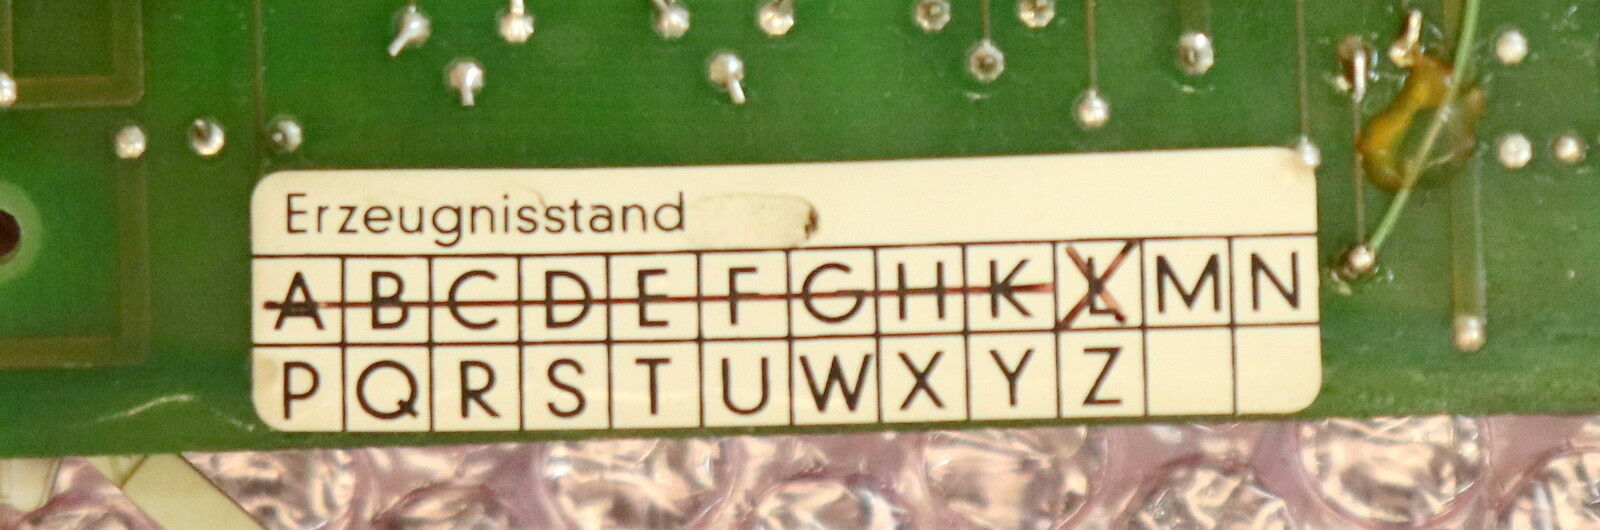 Erzeugnisstand
A B C D E F G H K L M N
P Q R S T U W X Y Z